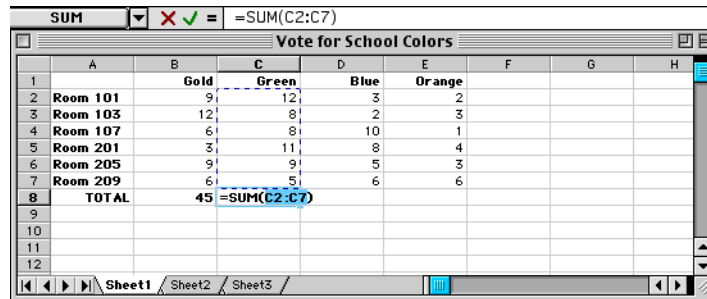 SUM =SUM(C2:C7)
Vote for School Colors
A B C D E F G H
1 Gold Green Blue Orange
2 Room 101 9 12 3 2
3 Room 103 12 8 2 3
4 Room 107 6 8 10 1
5 Room 201 3 11 8 4
6 Room 205 9 9 5 3
7 Room 209 6 5 6 6
8 TOTAL 45 =SUM(C2:C7)
9
10
11
12
Sheet1 Sheet2 Sheet3